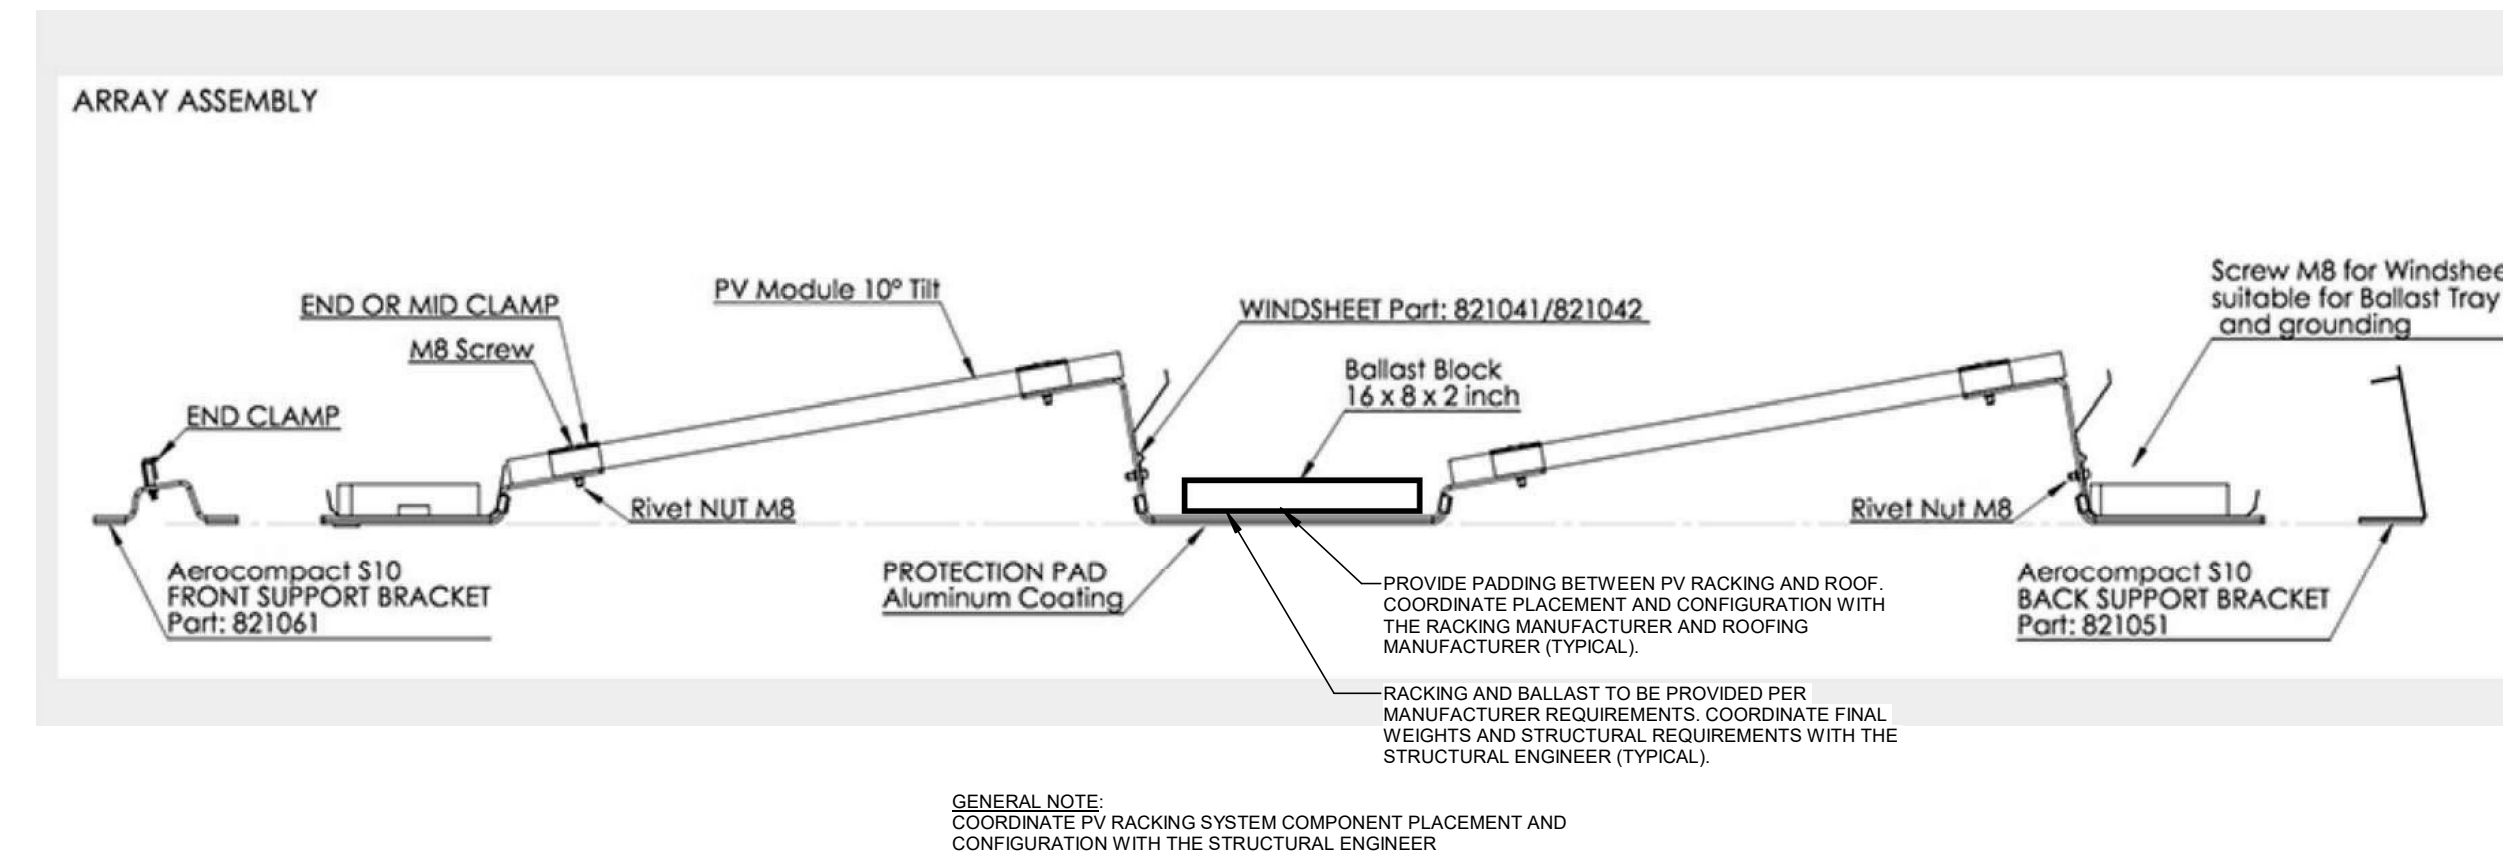 ARRAY ASSEMBLY
END OR MID CLAMP
M8 Screw
PV Module 10° Tilt
END CLAMP
WINDSHEET Part: 821041/821042
Ballast Block
16 x 8 x 2 inch
Screw M8 for Windshee
suitable for Ballast Tray
and grounding
Rivet NUT M8
Rivet Nut M8
Aerocompact S10
FRONT SUPPORT BRACKET
Part: 821061
PROTECTION PAD
Aluminum Coating
Aerocompact S10
BACK SUPPORT BRACKET
Part: 821051
PROVIDE PADDING BETWEEN PV RACKING AND ROOF.
COORDINATE PLACEMENT AND CONFIGURATION WITH
THE RACKING MANUFACTURER AND ROOFING
MANUFACTURER (TYPICAL).
RACKING AND BALLAST TO BE PROVIDED PER
MANUFACTURER REQUIREMENTS. COORDINATE FINAL
WEIGHTS AND STRUCTURAL REQUIREMENTS WITH THE
STRUCTURAL ENGINEER (TYPICAL).
GENERAL NOTE:
COORDINATE PV RACKING SYSTEM COMPONENT PLACEMENT AND
CONFIGURATION WITH THE STRUCTURAL ENGINEER